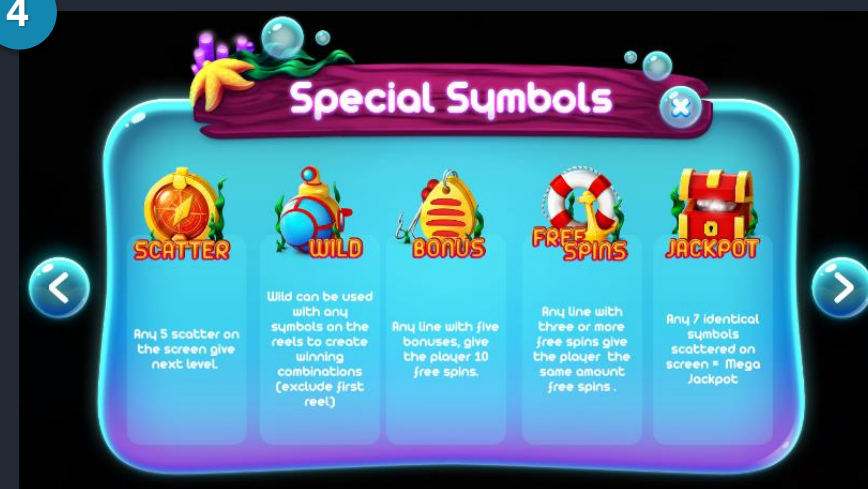 4
Special Symbols
SCATTER
Any 5 scatter on
the screen give
next level.
WILD
Wild can be used
with any
symbols on the
reels to create
winning
combinations
(exclude first
reel)
BONUS
Any line with five
bonuses, give
the player 10
free spins.
FREE
SPINS
Any line with
three or more
free spins give
the player the
same amount
free spins .
JACKPOT
Any 7 identical
symbols
scattered on
screen = Mega
Jackpot